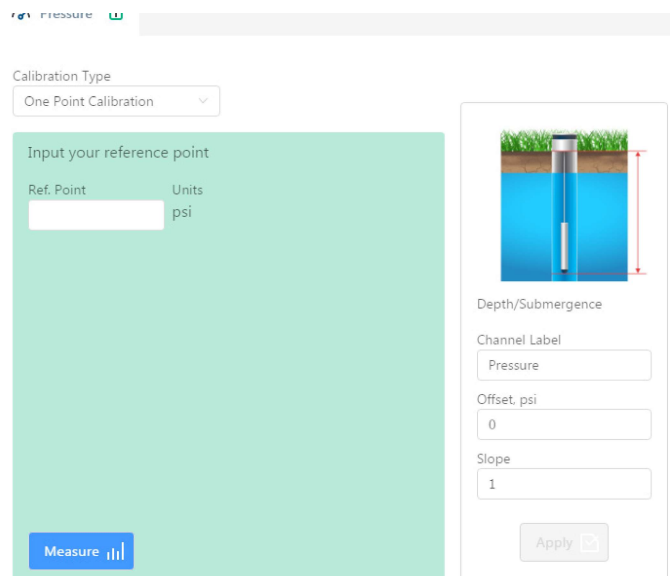 Pressure
Calibration Type
One Point Calibration
Input your reference point
Ref. Point
Units
psi
Measure
Depth/Submergence
Channel Label
Pressure
Offset, psi
0
Slope
1
Apply